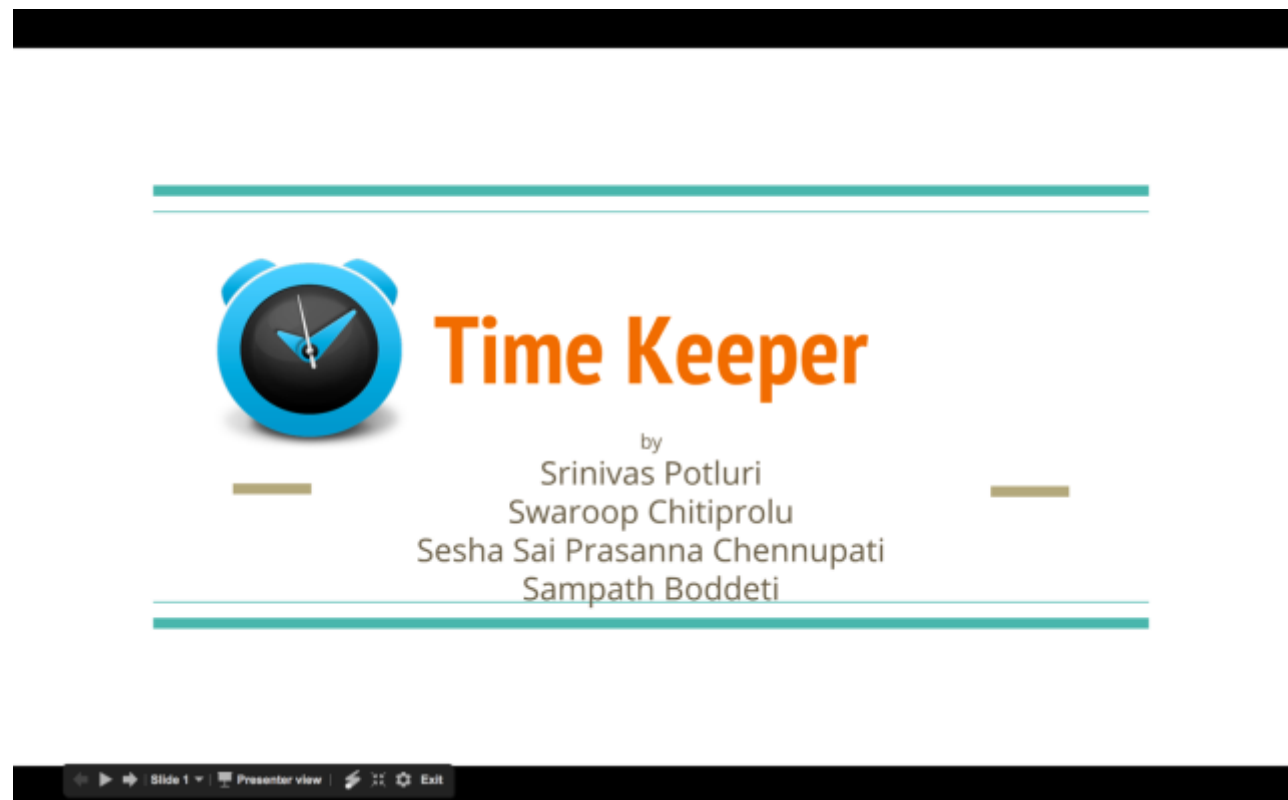 Time Keeper
by
Srinivas Potluri
Swaroop Chitiprolu
Sesha Sai Prasanna Chennupati
Sampath Boddeti
Slide 1 Presenter view Exit